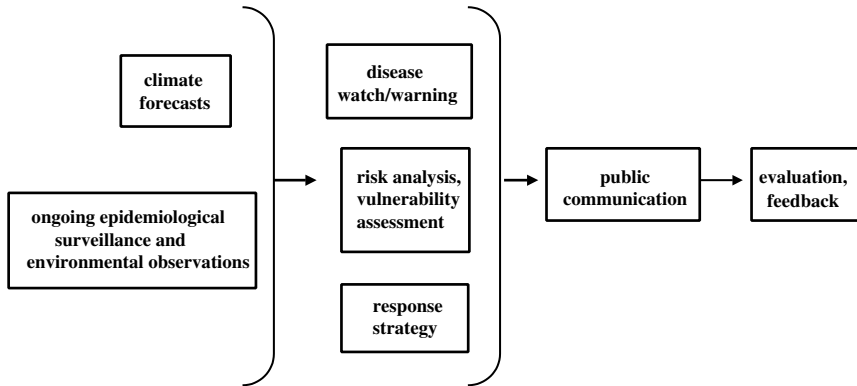 climate
forecasts
ongoing epidemiological
surveillance and
environmental observations
disease
watch/warning
risk analysis,
vulnerability
assessment
response
strategy
public
communication
evaluation,
feedback